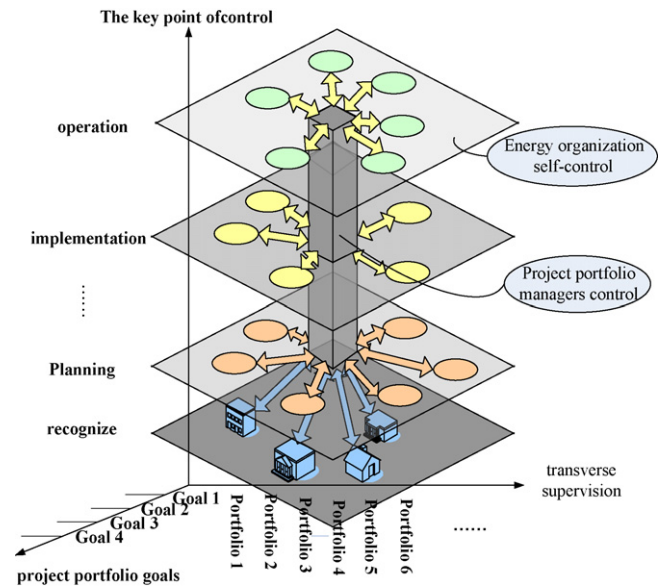 The key point ofcontrol
operation
Energy organization
self-control
implementation
Project portfolio
managers control
......
Planning
recognize
transverse
supervision
Goal 1
Goal 2
Goal 3
Goal 4
Portfolio 1
Portfolio 2
Portfolio 3
Portfolio 4
Portfolio 5
Portfolio 6
......
project portfolio goals